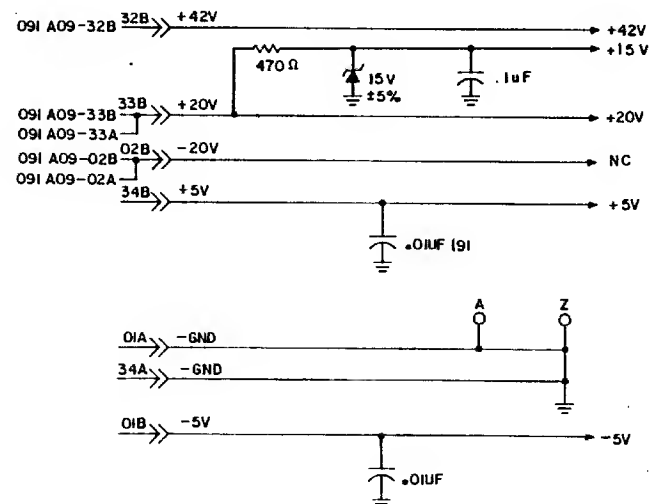 091 A09-32B 32B +42V +42V
+15V
470Ω 15V ±5% .1uF
091 A09-33B 33B +20V +20V
091 A09-33A
091 A09-02B 02B -20V NC
091 A09-02A
34B +5V +5V
.01UF (9)
A Z
01A -GND
34A -GND
01B -5V -5V
.01UF